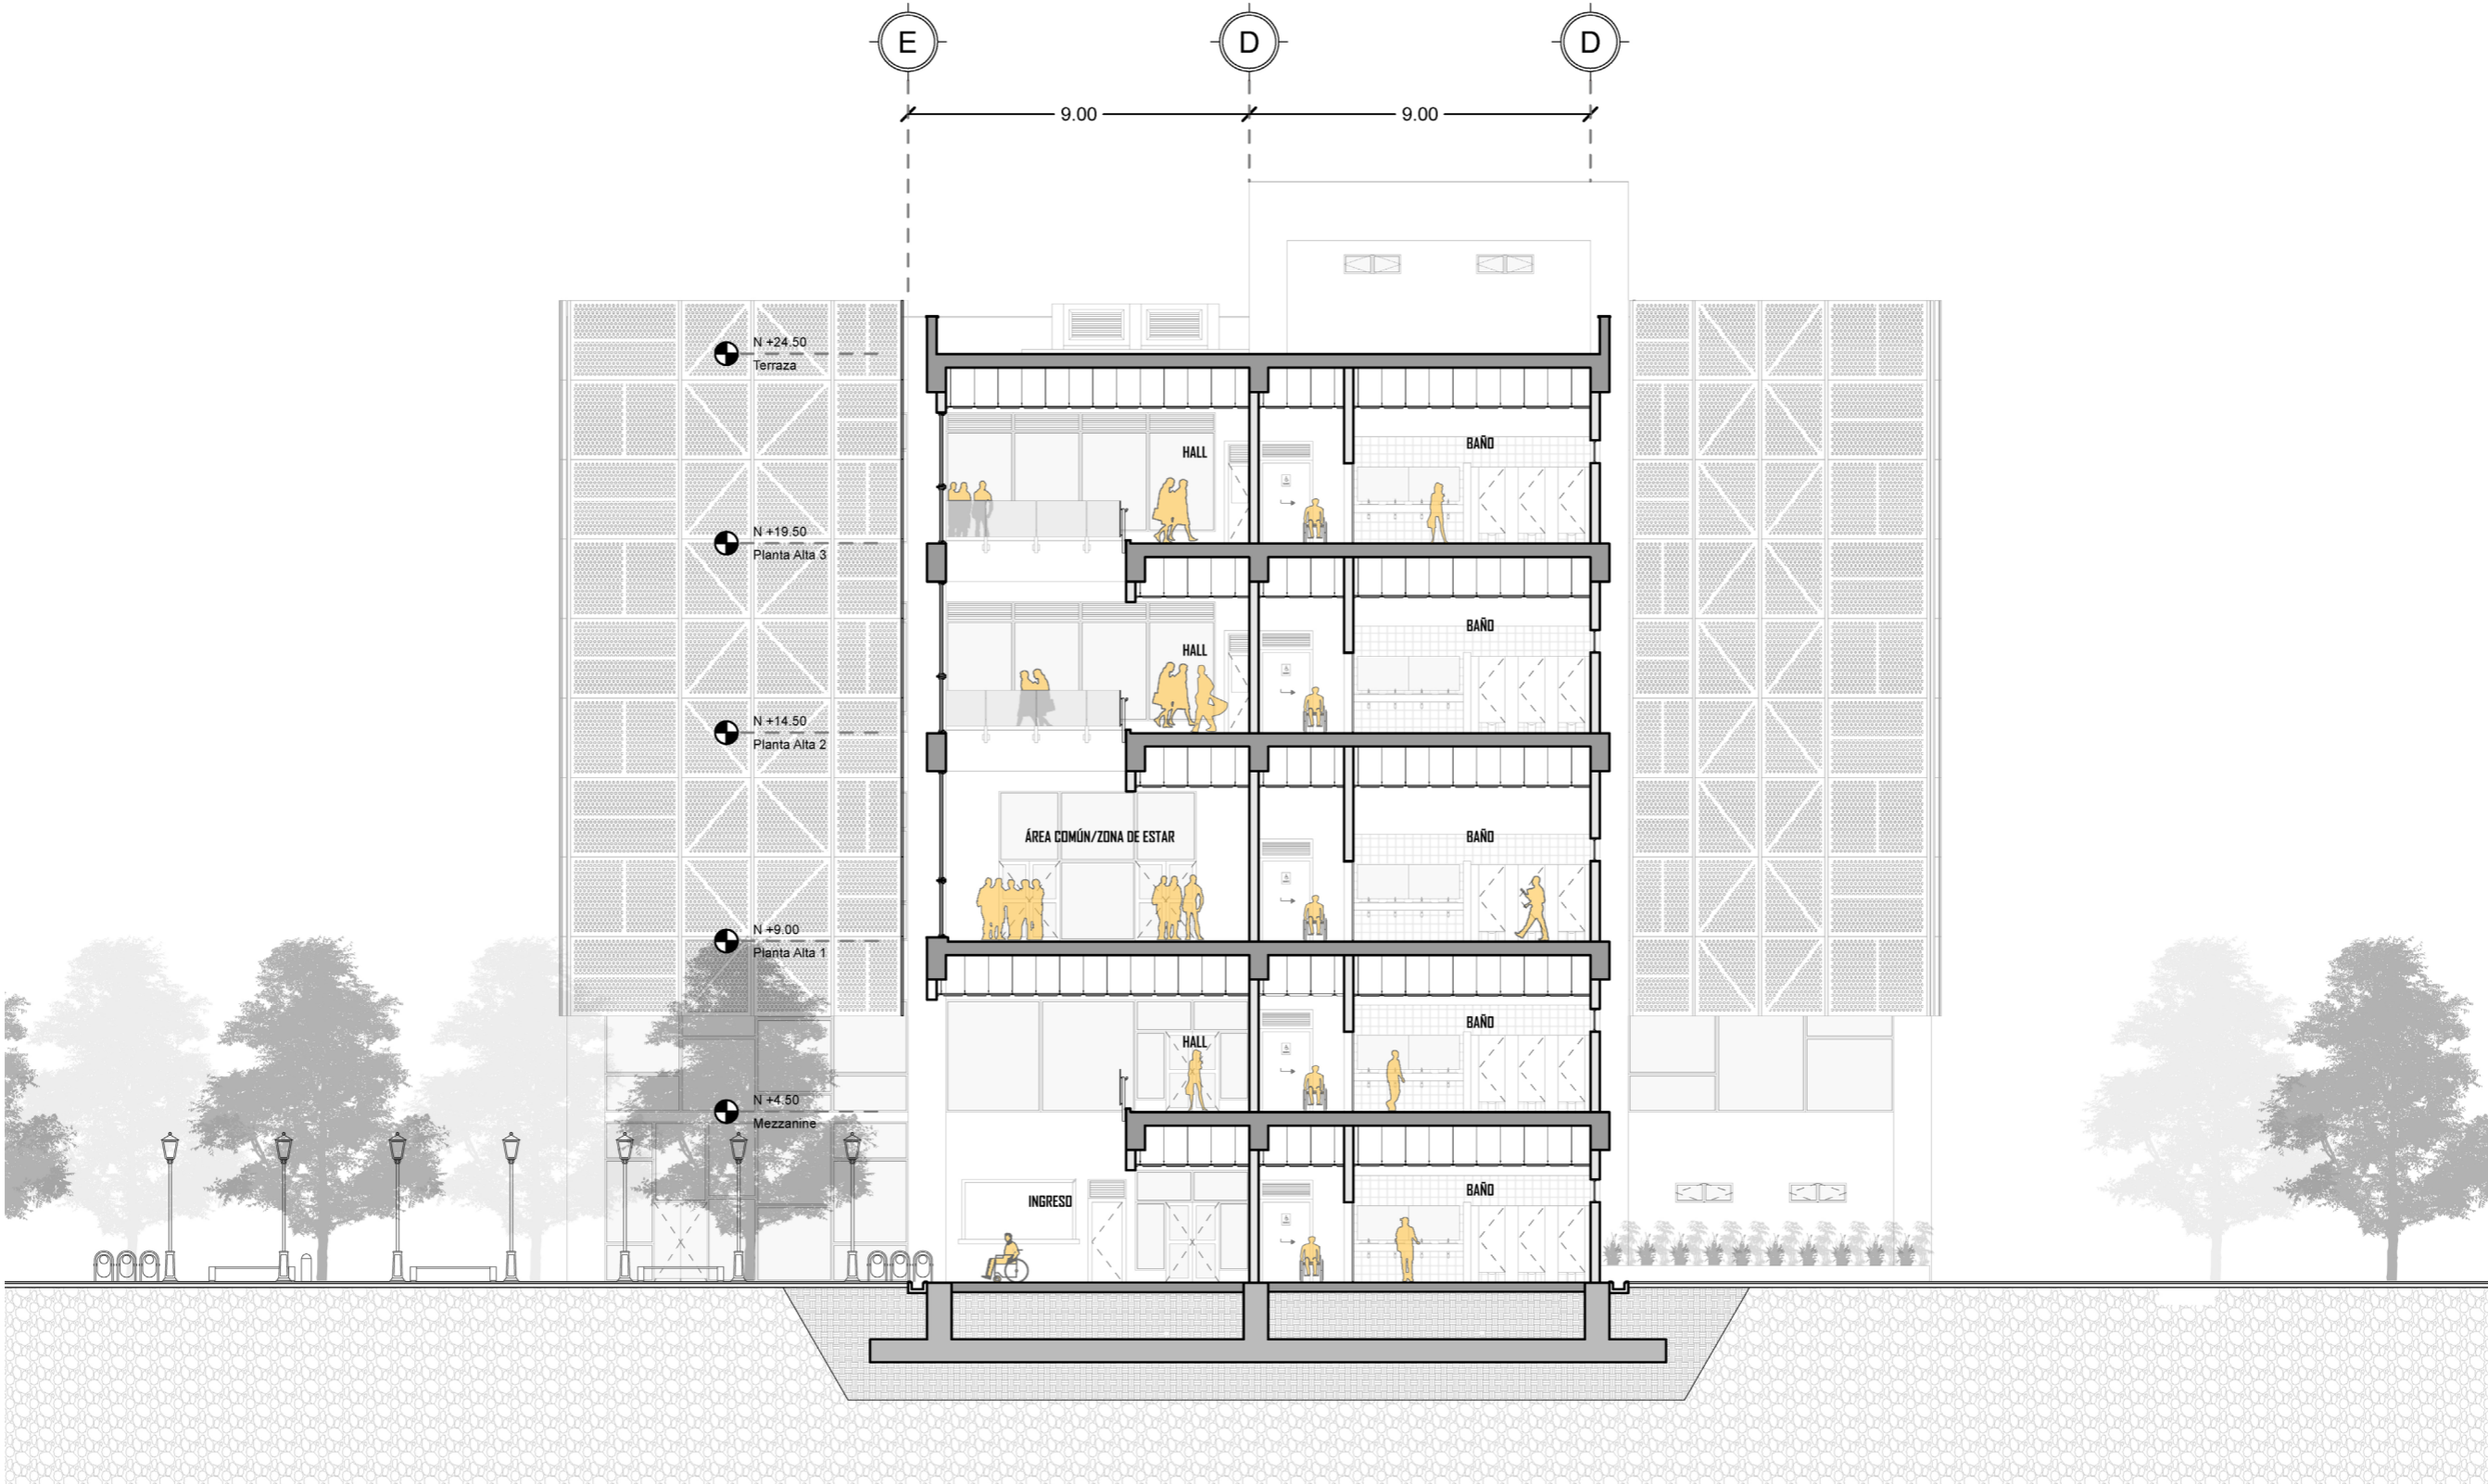 E D D
9.00 9.00
N +24.50
Terraza
HALL BAÑO
N +19.50
Planta Alta 3
HALL BAÑO
N +14.50
Planta Alta 2
ÁREA COMÚN/ZONA DE ESTAR BAÑO
N +9.00
Planta Alta 1
HALL BAÑO
N +4.50
Mezzanine
INGRESO BAÑO